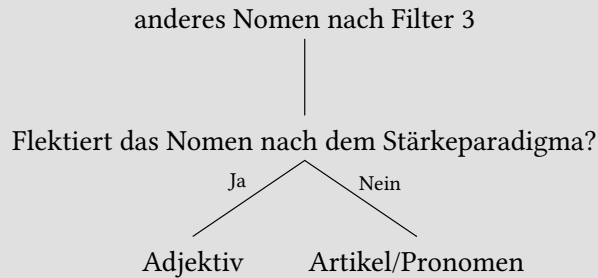 anderes Nomen nach Filter 3
Flektiert das Nomen nach dem Stärkeparadigma?
Ja
Nein
Adjektiv
Artikel/Pronomen